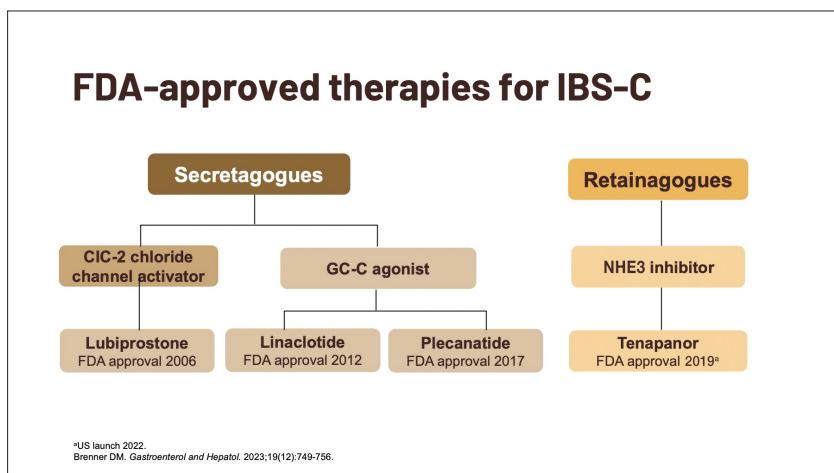 FDA-approved therapies for IBS-C
Secretagogues
Retainagogues
ClC-2 chloride
channel activator
GC-C agonist
NHE3 inhibitor
Lubiprostone
FDA approval 2006
Linaclotide
FDA approval 2012
Plecanatide
FDA approval 2017
Tenapanor
FDA approval 2019ᵃ
ᵃUS launch 2022.
Brenner DM. Gastroenterol and Hepatol. 2023;19(12):749-756.